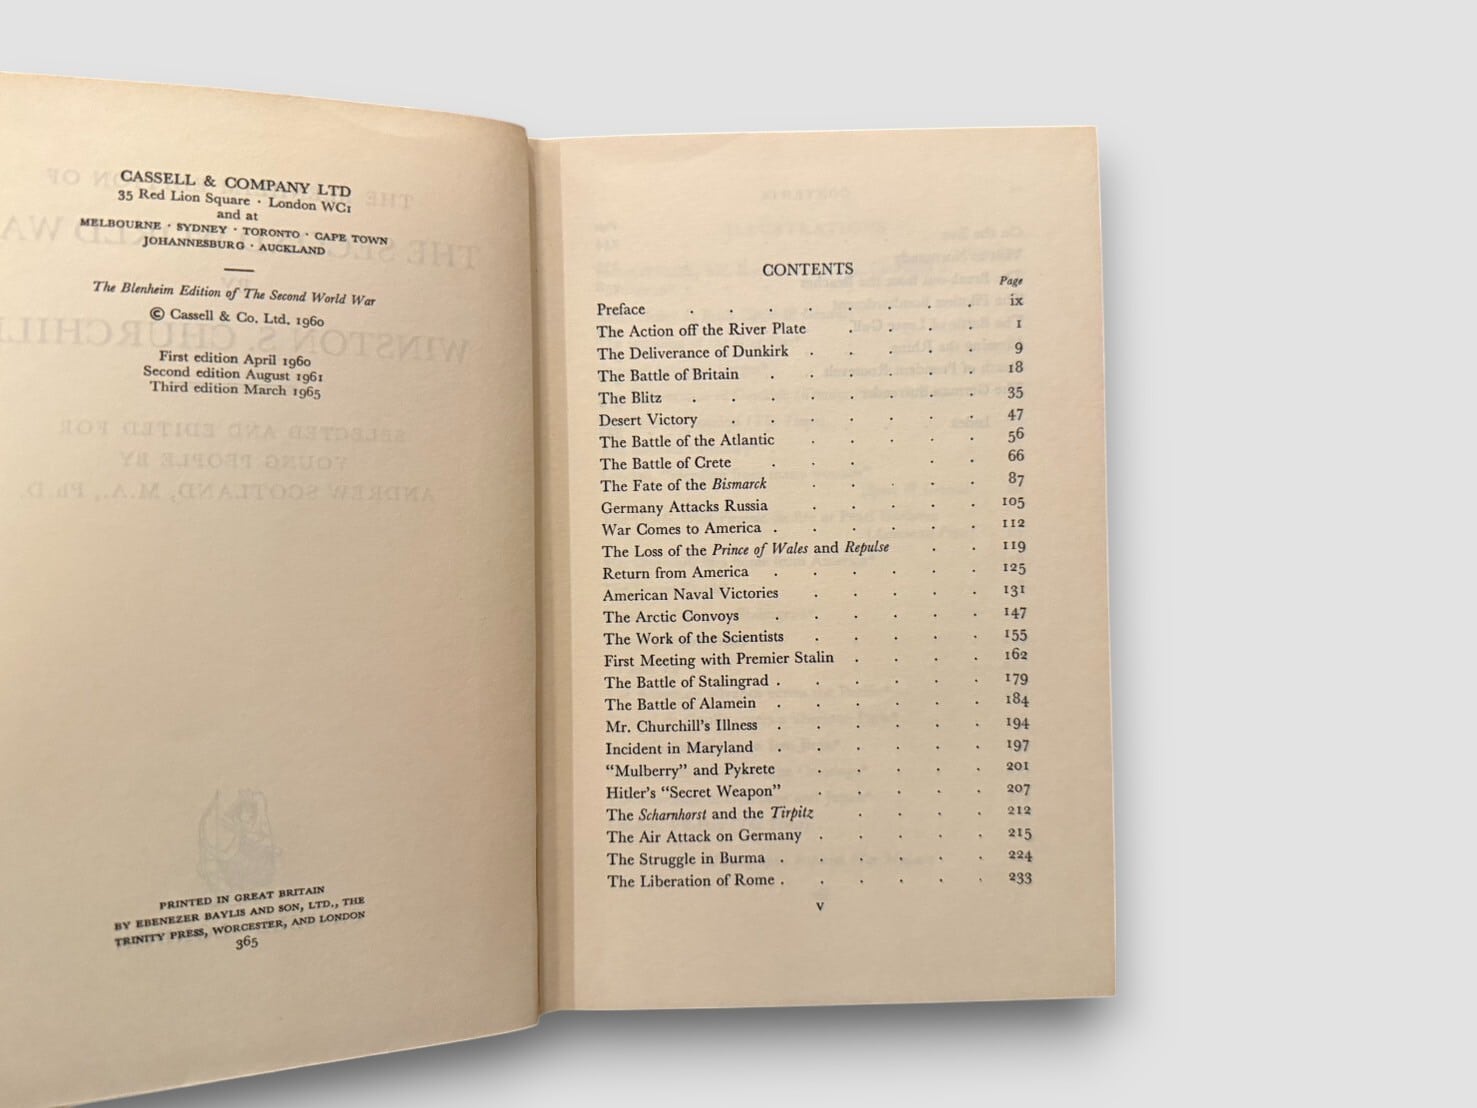 CASSELL & COMPANY LTD
35 Red Lion Square · London WC1
and at
MELBOURNE · SYDNEY · TORONTO · CAPE TOWN
JOHANNESBURG · AUCKLAND
The Blenheim Edition of The Second World War
© Cassell & Co. Ltd. 1960
First edition April 1960
Second edition August 1961
Third edition March 1965
PRINTED IN GREAT BRITAIN
BY EBENEZER BAYLIS AND SON, LTD., THE
TRINITY PRESS, WORCESTER, AND LONDON
365
CONTENTS
Page
Preface . . . . . . . . ix
The Action off the River Plate . . . . 1
The Deliverance of Dunkirk . . . . . 9
The Battle of Britain . . . . . . 18
The Blitz . . . . . . . . 35
Desert Victory . . . . . . . 47
The Battle of the Atlantic . . . . . 56
The Battle of Crete . . . . . 66
The Fate of the Bismarck . . . . . 87
Germany Attacks Russia . . . . . 105
War Comes to America . . . . . . 112
The Loss of the Prince of Wales and Repulse . . 119
Return from America . . . . . . 125
American Naval Victories . . . . . 131
The Arctic Convoys . . . . . . 147
The Work of the Scientists . . . . . 155
First Meeting with Premier Stalin . . . . 162
The Battle of Stalingrad . . . . . . 179
The Battle of Alamein . . . . . . 184
Mr. Churchill's Illness . . . . . . 194
Incident in Maryland . . . . . . 197
“Mulberry” and Pykrete . . . . . 201
Hitler's “Secret Weapon” . . . . . 207
The Scharnhorst and the Tirpitz . . . . 212
The Air Attack on Germany . . . . . 215
The Struggle in Burma . . . . . . 224
The Liberation of Rome . . . . . . 233
v